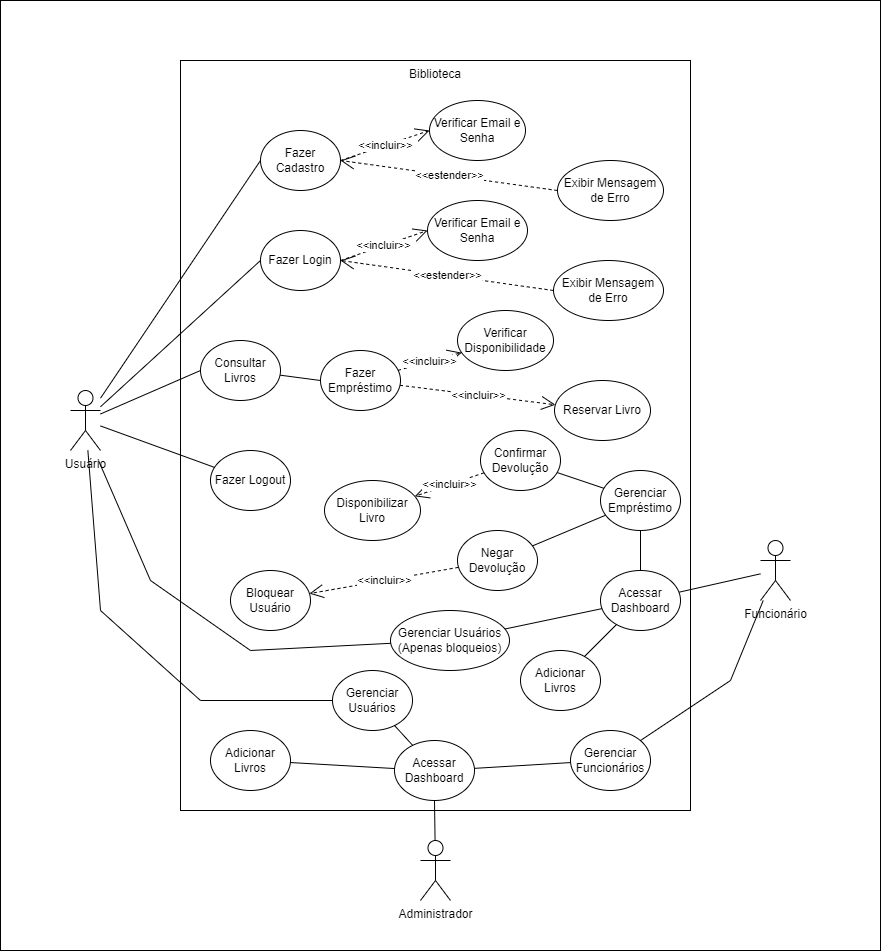 Biblioteca
Verificar Email e
Senha
<<incluir>>
Fazer
Cadastro
<<estender>>
Exibir Mensagem
de Erro
Verificar Email e
Senha
<<incluir>>
Fazer Login
<<estender>>
Exibir Mensagem
de Erro
Verificar
Disponibilidade
<<incluir>>
Consultar
Livros
Fazer
Empréstimo
<<incluir>>
Reservar Livro
Usuário
Fazer Logout
Confirmar
Devolução
<<incluir>>
Disponibilizar
Livro
Gerenciar
Empréstimo
Negar
Devolução
<<incluir>>
Bloquear
Usuário
Acessar
Dashboard
Funcionário
Gerenciar Usuários
(Apenas bloqueios)
Adicionar
Livros
Gerenciar
Usuários
Adicionar
Livros
Acessar
Dashboard
Gerenciar
Funcionários
Administrador